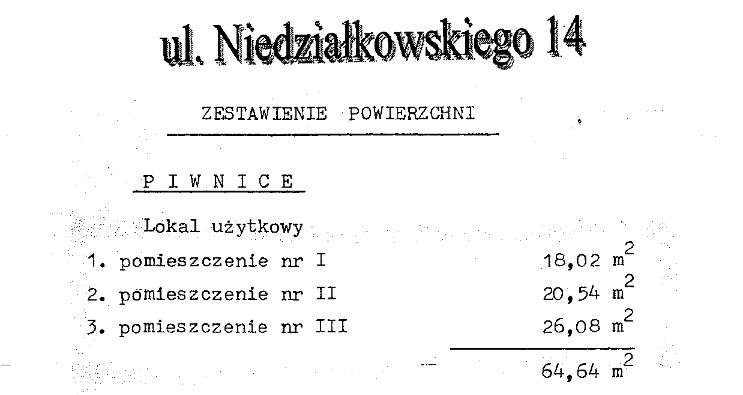 ul. Niedziałkowskiego 14
ZESTAWIENIE POWIERZCHNI
PIWNICE
Lokal użytkowy
1. pomieszczenie nr I 18,02 m²
2. pomieszczenie nr II 20,54 m²
3. pomieszczenie nr III 26,08 m²
64,64 m²